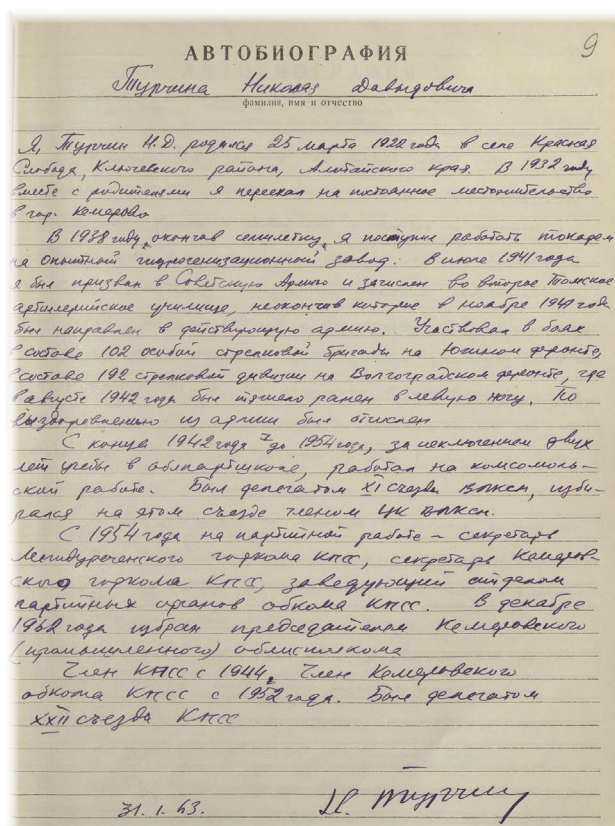 9
АВТОБИОГРАФИЯ
Турчина Николая Давыдовича
фамилия, имя и отчество
Я, Турчин Н.Д. родился 25 марта 1922 года в селе Красная
Слобода, Ключевского района, Алтайского края. В 1932 году
вместе с родителями я переехал на постоянное местожительство
в гор. Кемерово
В 1938 году, окончив семилетку, я поступил работать токарем
на опытной гидрогенизационной завод. В июле 1941 года
я был призван в Советскую Армию и зачислен во второе Томское
артиллерийское училище, неокончив которое в ноябре 1941 года
был направлен в действующую армию. Участвовал в боях
в составе 102 особой стрелковой бригады на Южном фронте,
в составе 192 стрелковой дивизии на Волгоградском фронте, где
в августе 1942 года был тяжело ранен в левую ногу. По
выздоровлению из армии был отчислен
С конца 1942 года до 1954 года, за исключением двух
лет учебы в облпартшколе, работал на комсомоль-
ской работе. Был делегатом XI съезда ВЛКСМ, изби-
рался на этом съезде членом ЦК ВЛКСМ.
С 1954 года на партийной работе – секретарь
Междуреченского горкома КПСС, секретарь Кемеров-
ского горкома КПСС, заведующий отделом
партийных органов обкома КПСС. В декабре
1962 года избран председателем Кемеровского
(промышленного) облисполкома
Член КПСС с 1944, Член Кемеровского
обкома КПСС с 1952 года. Был делегатом
XXII съезда КПСС
31.1.63. Н. Турчин